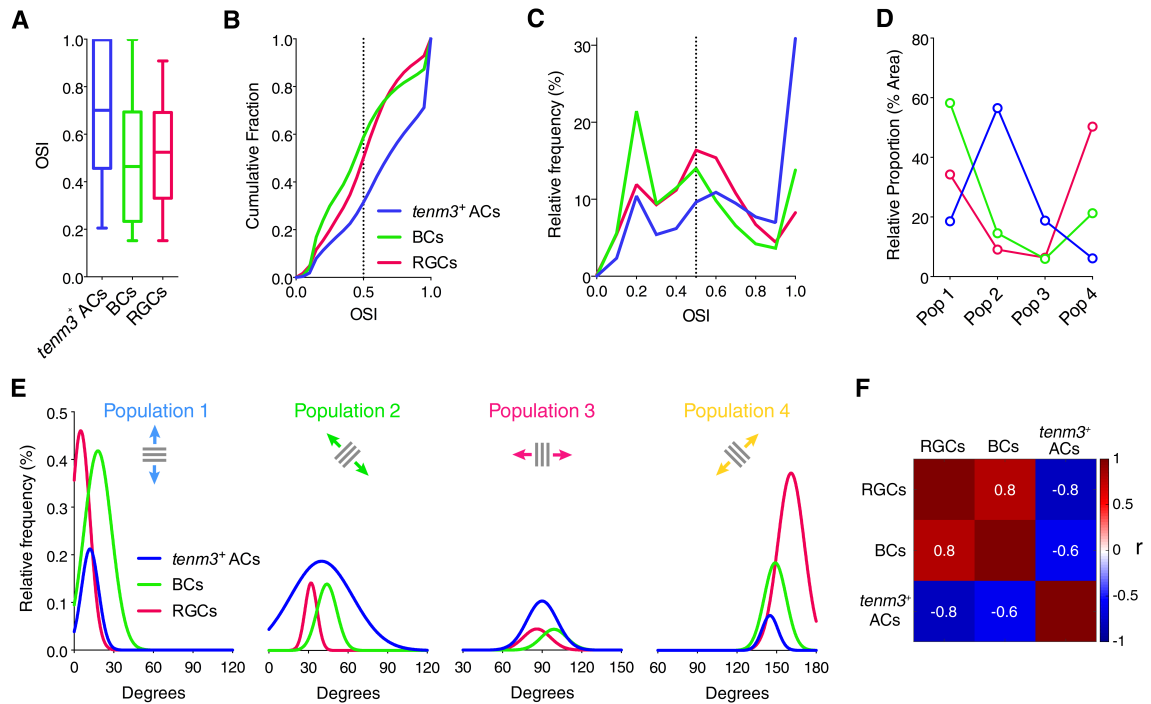 A
OSI
1.0
0.8
0.6
0.4
0.2
0.0
tenm3+ ACs
BCs
RGCs
B
Cumulative Fraction
1.0
0.8
0.6
0.4
0.2
0.0
0.0 0.5 1.0
OSI
tenm3+ ACs
BCs
RGCs
C
Relative frequency (%)
30
20
10
0
0.0 0.2 0.4 0.6 0.8 1.0
OSI
D
Relative Proportion (% Area)
80
60
40
20
0
Pop 1
Pop 2
Pop 3
Pop 4
E
Relative frequency (%)
0.5
0.4
0.3
0.2
0.1
0.0
Population 1
tenm3+ ACs
BCs
RGCs
0 30 60 90 120
Degrees
Population 2
0 30 60 90 120
Degrees
Population 3
30 60 90 120 150
Degrees
Population 4
60 90 120 150 180
Degrees
F
RGCs BCs tenm3+
ACs
RGCs
0.8 -0.8
BCs
0.8 -0.6
tenm3+
ACs
-0.8 -0.6
1
0.5
0
-0.5
-1
r